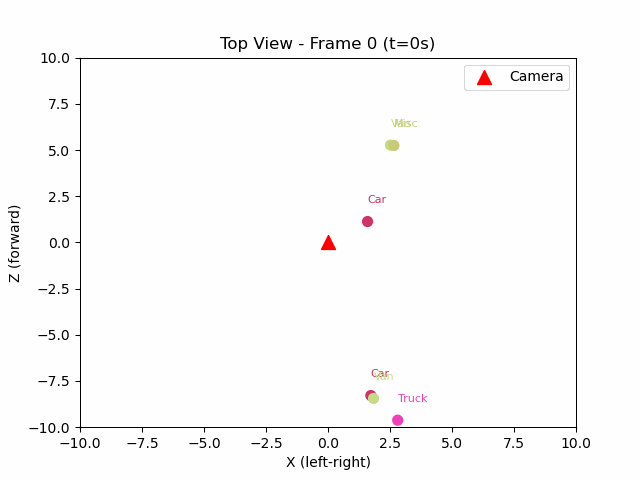 Top View - Frame 0 (t=0s)
Camera
Van
Misc
Car
Car
Van
Truck
10.0
7.5
5.0
2.5
0.0
−2.5
−5.0
−7.5
−10.0
−10.0 −7.5 −5.0 −2.5 0.0 2.5 5.0 7.5 10.0
X (left-right)
Z (forward)